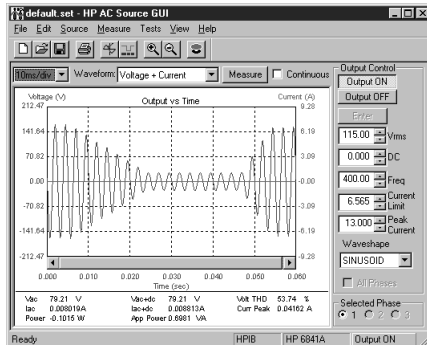 default.set - HP AC Source GUI
File Edit Source Measure Tests View Help
10ms/div Waveform: Voltage + Current Measure Continuous
Output Control
Output ON
Output OFF
Enter
115.00 Vrms
0.000 DC
400.00 Freq
6.565 Current Limit
13.000 Peak Current
Waveshape
SINUSOID
All Phases
Selected Phase
1 2 3
Voltage (V) Output vs Time Current (A)
212.47 9.28
141.64 6.19
70.82 3.09
0.00 -0.00
-70.82 -3.09
-141.64 -6.19
-212.47 -9.28
0.000 0.010 0.020 0.030 0.040 0.050 0.060
Time (sec)
Vac 79.21 V Vac+dc 79.21 V Volt THD 53.74 %
Iac 0.008019A Iac+dc 0.008813A Curr Peak 0.04162 A
Power -0.1015 W App Power 0.6981 VA
Ready HPIB HP 6841A Output ON